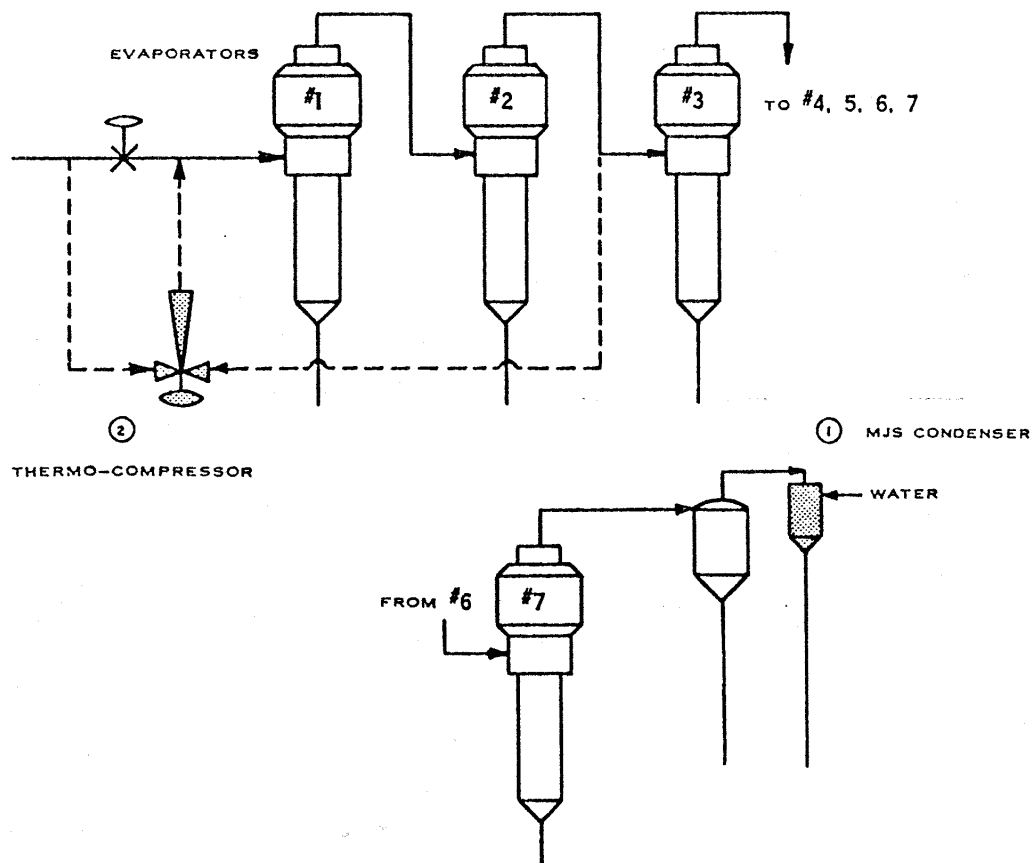 EVAPORATORS
#1
#2
#3
TO #4, 5, 6, 7
②
THERMO-COMPRESSOR
① MJS CONDENSER
WATER
FROM #6
#7